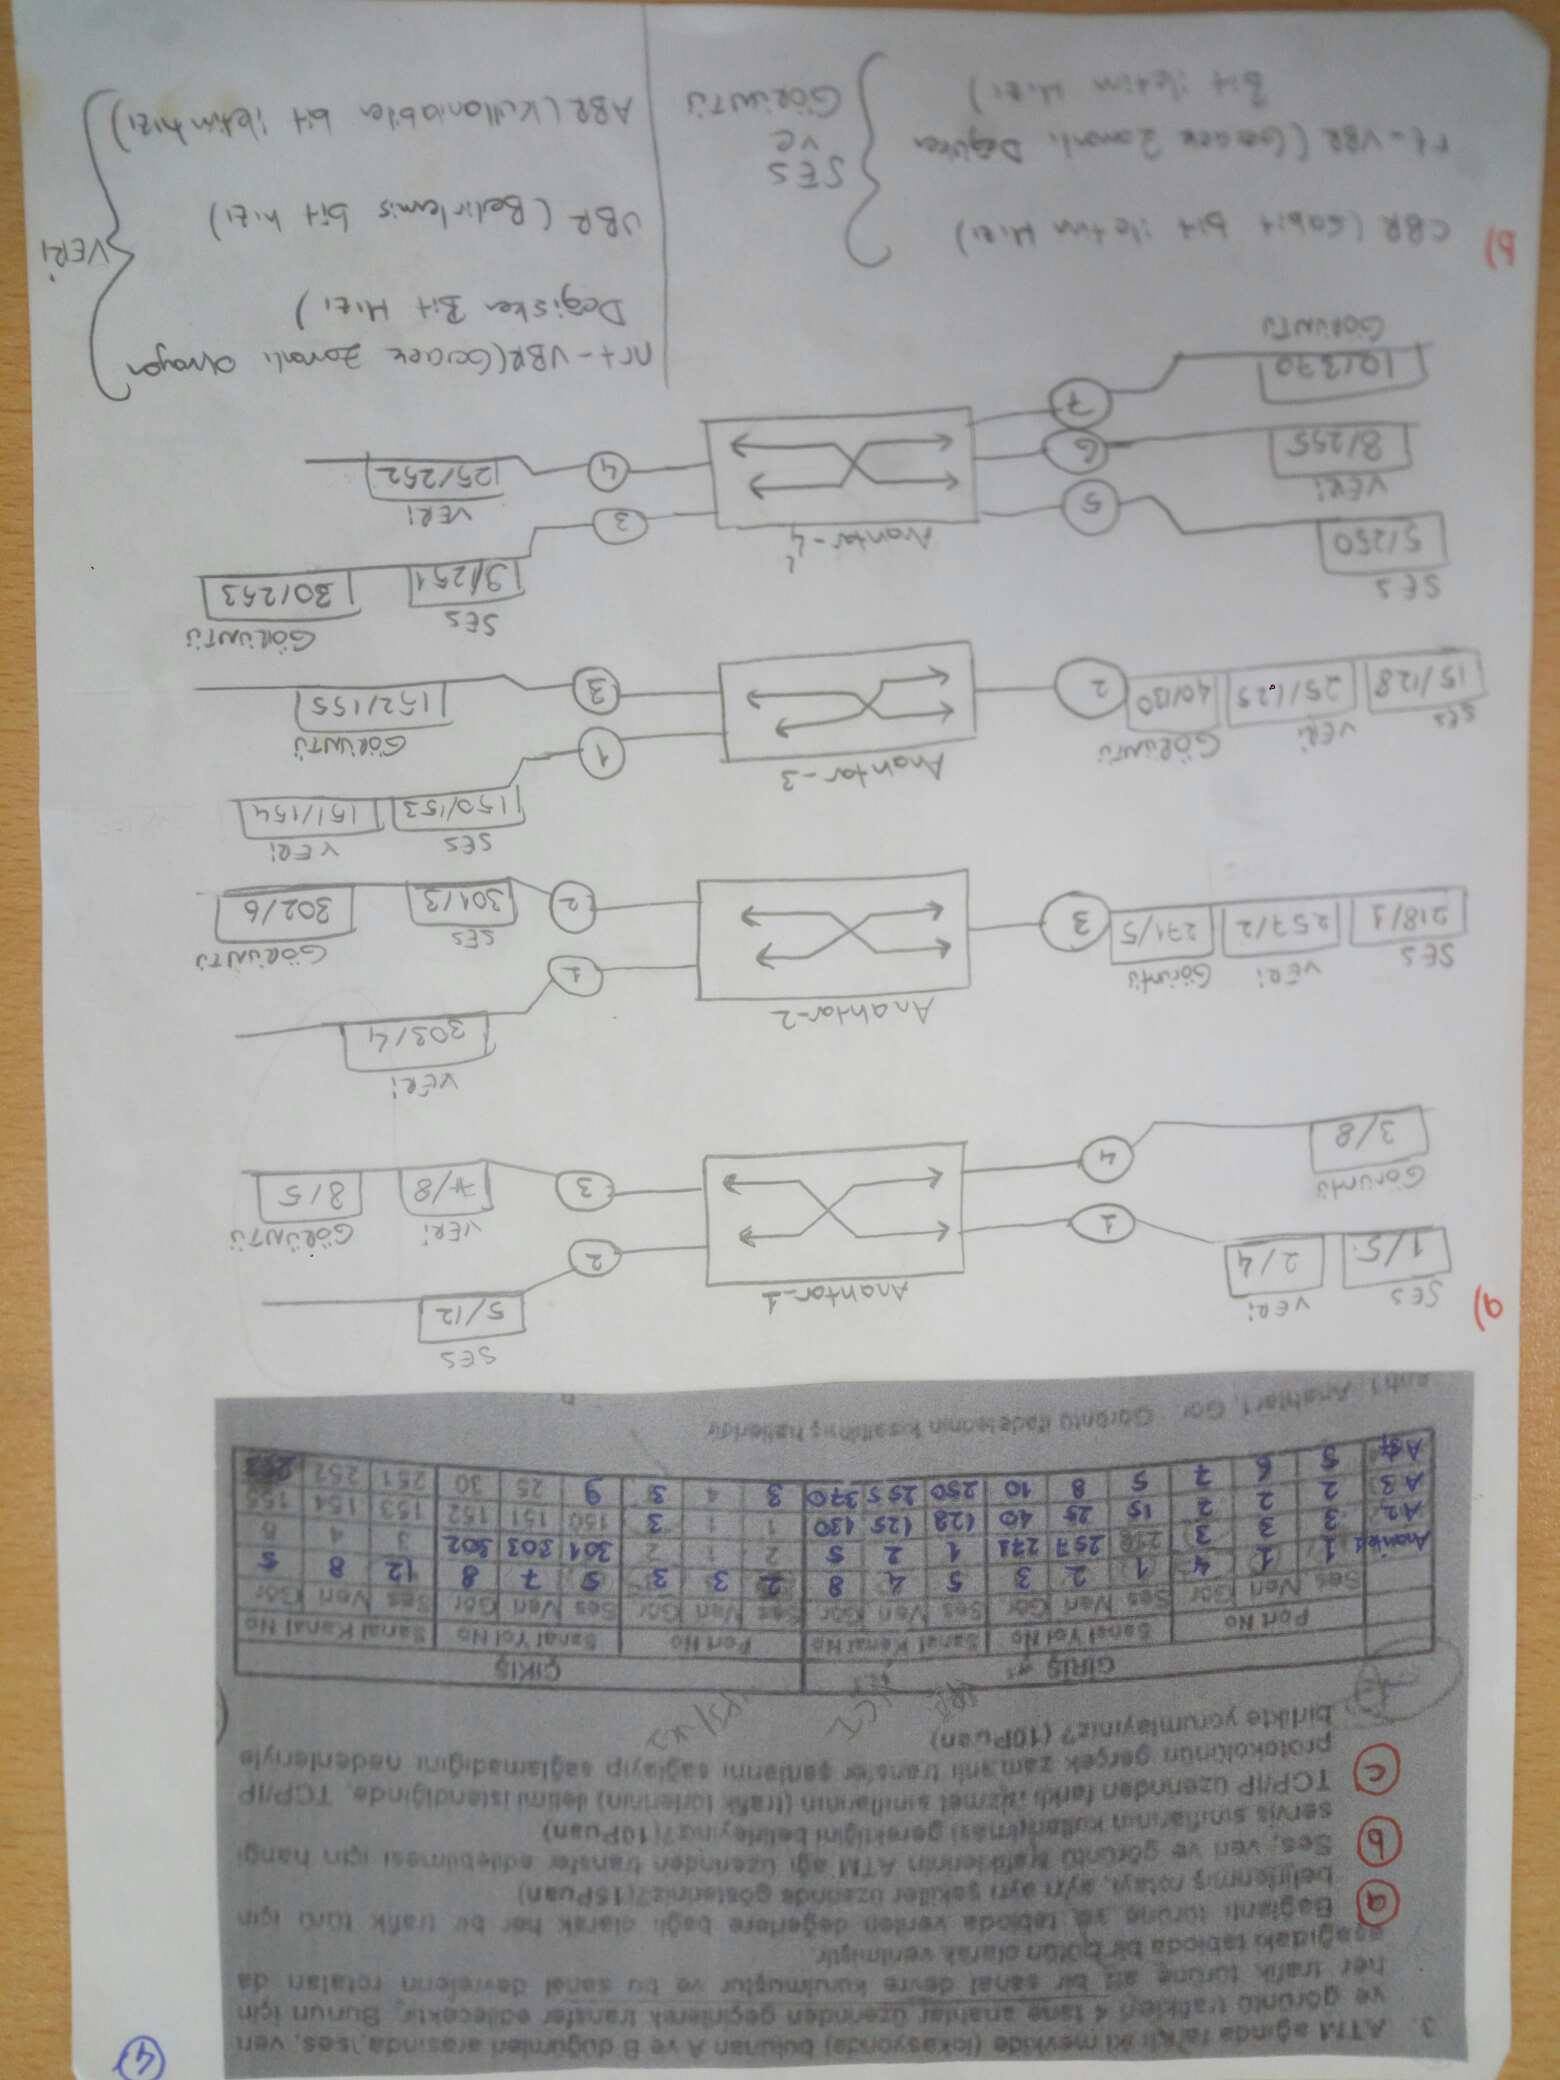 4
3. ATM ağında farklı iki mevkide (lokasyonda) bulunan A ve B düğümleri arasında, ses, veri
ve görüntü trafikleri 4 tane anahtar üzerinden geçirilerek transfer edilecektir. Bunun için
her trafik türüne ait bir sanal devre kurulmuştur ve bu sanal devrelerin rotaları da
aşağıdaki tabloda bir bütün olarak verilmiştir.
a Bağlantı türüne ve tabloda verilen değerlere bağlı olarak her bir trafik türü için
belirlenmiş rotayı, ayrı ayrı şekiller üzerinde gösteriniz?(15Puan)
b Ses, veri ve görüntü trafiklerinin ATM ağı üzerinden transfer edilebilmesi için hangi
servis sınıflarının kullanılması gerektiğini belirleyiniz?(10Puan)
c TCP/IP üzerinden farklı hizmet sınıflarının (trafik türlerinin) iletimi istendiğinde, TCP/IP
protokolünün gerçek zamanlı transfer şartlarını sağlayıp sağlamadığını nedenleriyle
birlikte yorumlayınız? (10Puan)
GİRİŞ ÇIKIŞ
Port No Sanal Yol No Sanal Kanal No Port No Sanal Yol No Sanal Kanal No
Ses Veri Gör Ses Veri Gör Ses Veri Gör Ses Veri Gör Ses Veri Gör Ses Veri Gör
1 1 4 1 2 3 5 4 8 2 3 3 5 7 8 12 8 5
A2 3 3 3 218 257 271 1 2 5 2 1 2 301 303 302 3 4 6
A3 2 2 2 15 25 40 128 125 130 1 1 3 150 151 152 153 154 155
A4 5 6 7 5 8 10 250 255 370 3 4 3 9 25 30 251 252 253
Anh1: Anahtar1, Gör: Görüntü ifadelerinin kısaltılmış halleridir.
a)
SES VERİ Anahtar-1 SES
1/5 2/4 1 2 5/12
Görüntü VERİ GÖRÜNTÜ
3/8 4 3 7/8 8/5
Anahtar-2 VERİ
1 303/4
SES VERİ Görüntü SES GÖRÜNTÜ
218/1 257/2 271/5 3 2 301/3 302/6
Anahtar-3 SES VERİ
1 150/153 151/154
SES VERİ GÖRÜNTÜ GÖRÜNTÜ
15/128 25/125 40/130 2 3 152/155
SES Anahtar-4 SES GÖRÜNTÜ
5/250 5 3 9/251 30/253
VERİ VERİ
8/255 6 4 25/252
10/370 7
GÖRÜNTÜ
b)
CBR (Sabit bit iletim Hızı)
rt-VBR (Gerçek Zamanlı Değişken
Bit iletim Hızı)
SES
ve
GÖRÜNTÜ
nrt-VBR (Gerçek Zamanlı olmayan
Değişken Bit Hızı)
UBR (Belirlenmiş bit hızı)
ABR (Kullanılabilen bit iletim hızı)
VERİ